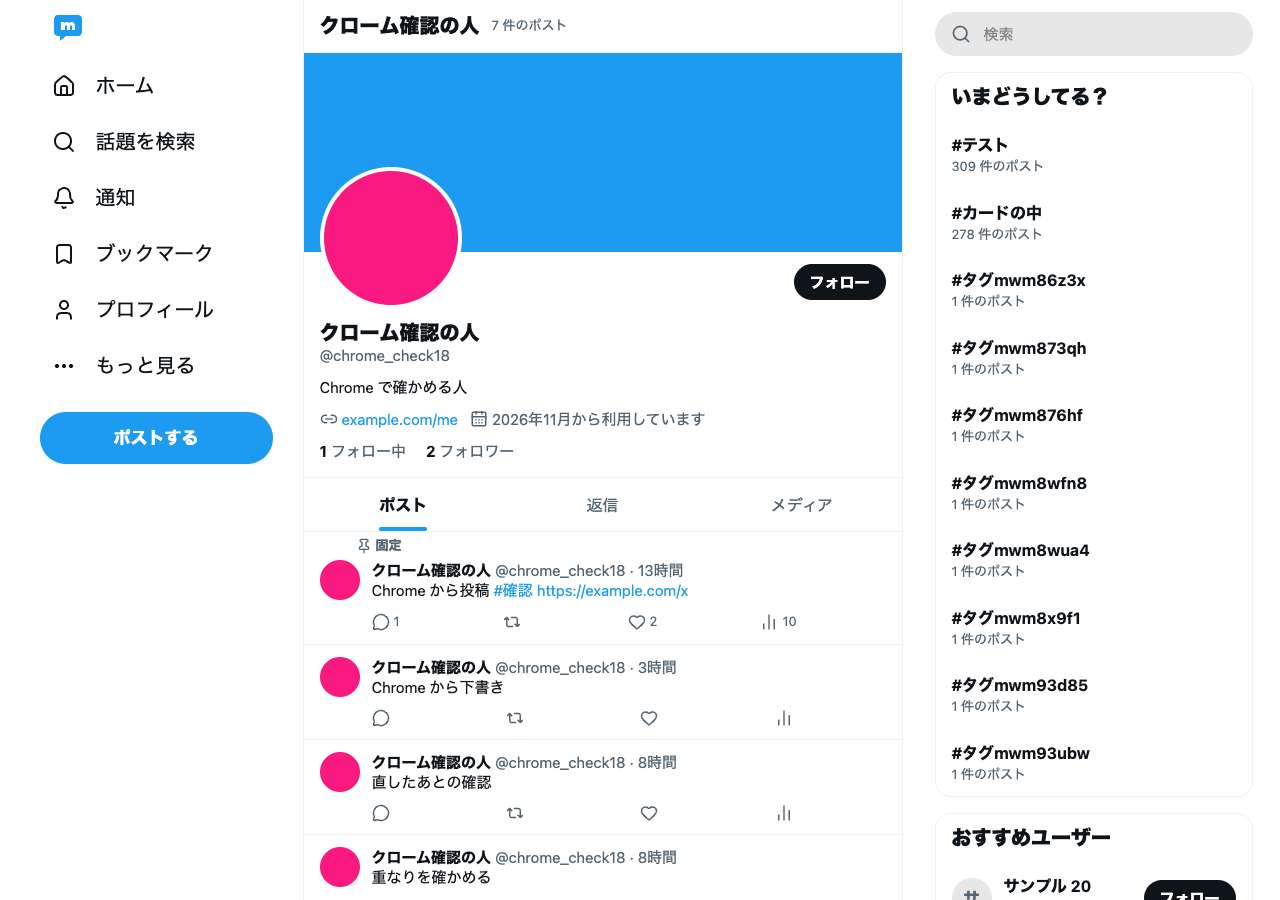 m
ホーム
話題を検索
通知
ブックマーク
プロフィール
もっと見る
ポストする
クローム確認の人 7 件のポスト
フォロー
クローム確認の人
@chrome_check18
Chrome で確かめる人
example.com/me 2026年11月から利用しています
1 フォロー中 2 フォロワー
ポスト 返信 メディア
固定
クローム確認の人 @chrome_check18 · 13時間
Chrome から投稿 #確認 https://example.com/x
1 2 10
クローム確認の人 @chrome_check18 · 3時間
Chrome から下書き
クローム確認の人 @chrome_check18 · 8時間
直したあとの確認
クローム確認の人 @chrome_check18 · 8時間
重なりを確かめる
検索
いまどうしてる？
#テスト
309 件のポスト
#カードの中
278 件のポスト
#タグmwm86z3x
1 件のポスト
#タグmwm873qh
1 件のポスト
#タグmwm876hf
1 件のポスト
#タグmwm8wfn8
1 件のポスト
#タグmwm8wua4
1 件のポスト
#タグmwm8x9f1
1 件のポスト
#タグmwm93d85
1 件のポスト
#タグmwm93ubw
1 件のポスト
おすすめユーザー
サ サンプル 20
フォロー